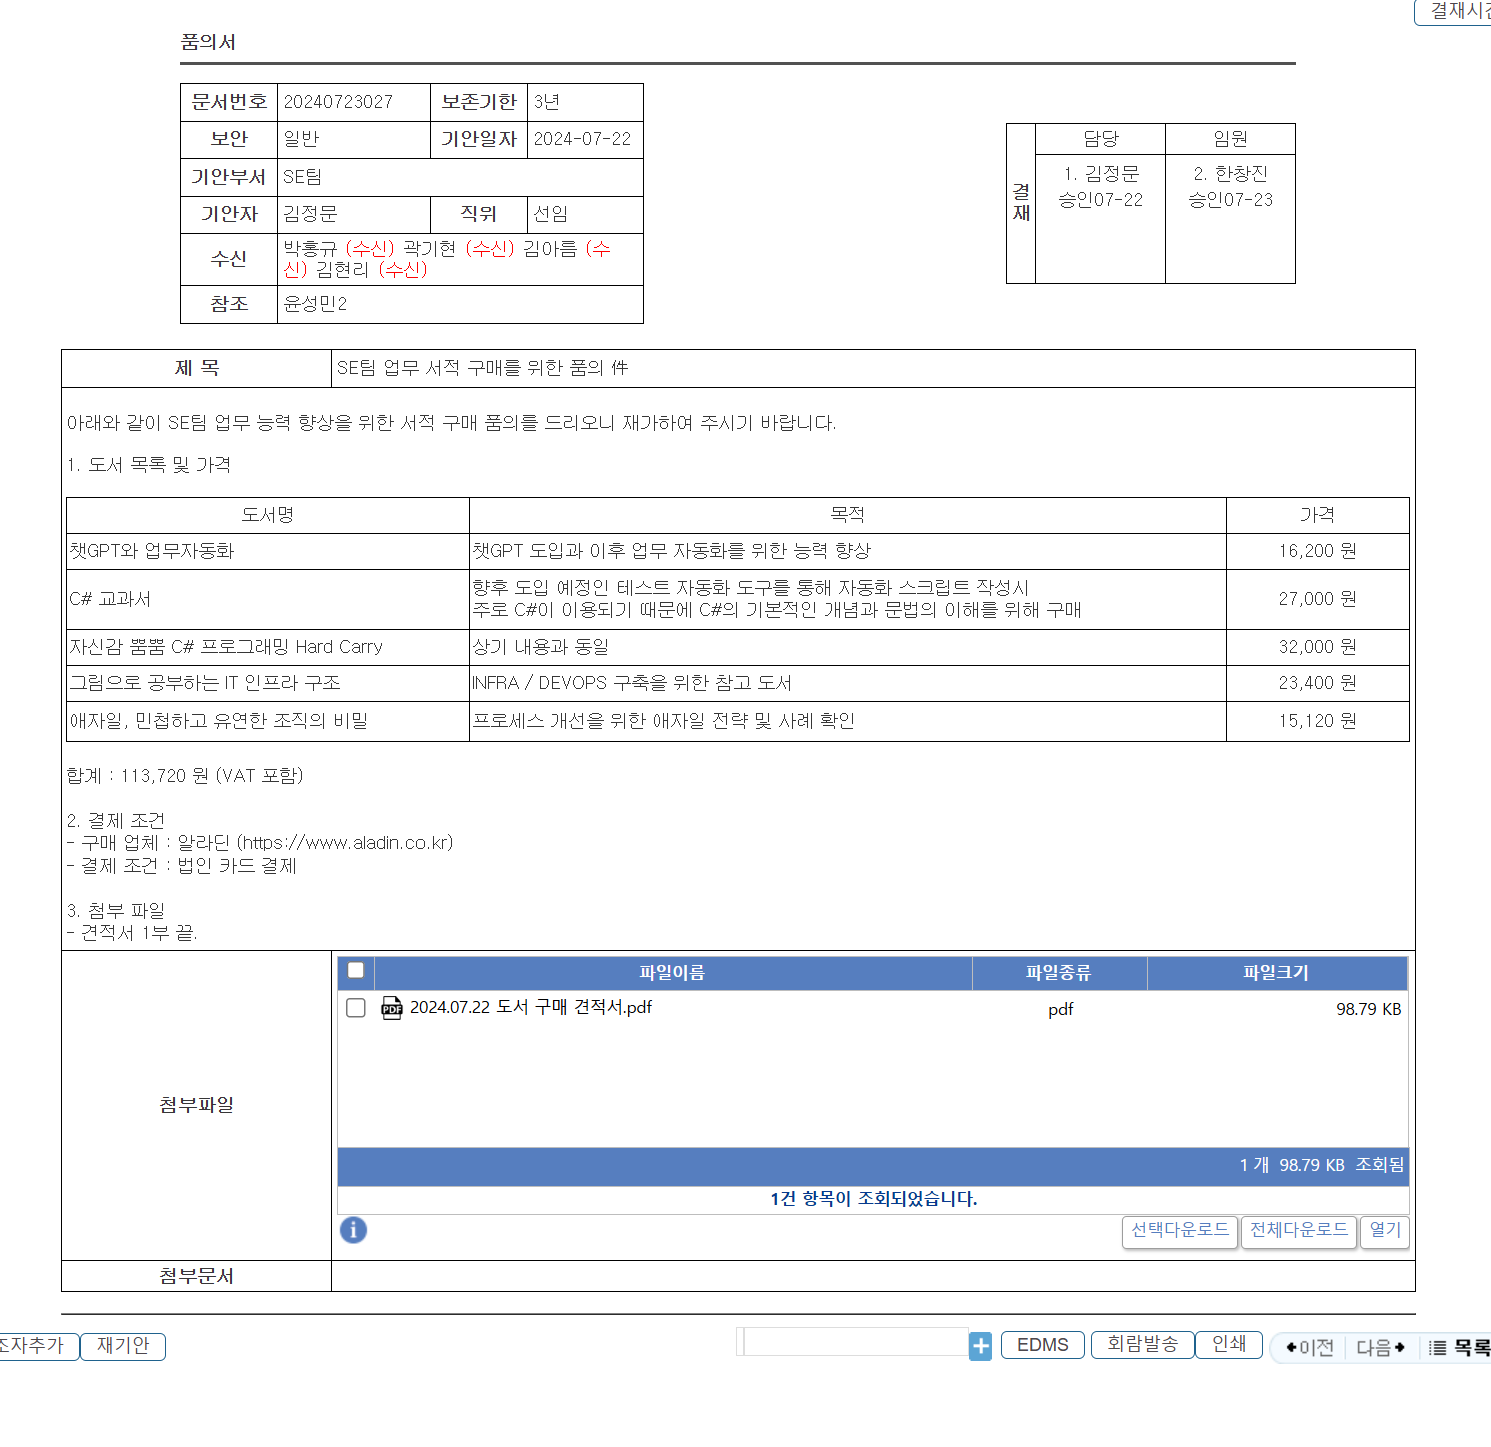 결재시간
품의서
문서번호 20240723027 보존기한 3년
보안 일반 기안일자 2024-07-22
기안부서 SE팀
기안자 김정문 직위 선임
수신 박홍규 (수신) 곽기현 (수신) 김아름 (수
신) 김현리 (수신)
참조 윤성민2
결재
담당 임원
1. 김정문 2. 한창진
승인07-22 승인07-23
제 목 SE팀 업무 서적 구매를 위한 품의 件
아래와 같이 SE팀 업무 능력 향상을 위한 서적 구매 품의를 드리오니 재가하여 주시기 바랍니다.
1. 도서 목록 및 가격
도서명 목적 가격
챗GPT와 업무자동화 챗GPT 도입과 이후 업무 자동화를 위한 능력 향상 16,200 원
C# 교과서 향후 도입 예정인 테스트 자동화 도구를 통해 자동화 스크립트 작성시
주로 C#이 이용되기 때문에 C#의 기본적인 개념과 문법의 이해를 위해 구매 27,000 원
자신감 뿜뿜 C# 프로그래밍 Hard Carry 상기 내용과 동일 32,000 원
그림으로 공부하는 IT 인프라 구조 INFRA / DEVOPS 구축을 위한 참고 도서 23,400 원
애자일, 민첩하고 유연한 조직의 비밀 프로세스 개선을 위한 애자일 전략 및 사례 확인 15,120 원
합계 : 113,720 원 (VAT 포함)
2. 결제 조건
- 구매 업체 : 알라딘 (https://www.aladin.co.kr)
- 결제 조건 : 법인 카드 결제
3. 첨부 파일
- 견적서 1부 끝.
첨부파일
파일이름 파일종류 파일크기
2024.07.22 도서 구매 견적서.pdf pdf 98.79 KB
1 개 98.79 KB 조회됨
1건 항목이 조회되었습니다.
선택다운로드 전체다운로드 열기
첨부문서
조자추가 재기안 EDMS 회람발송 인쇄 이전 다음 목록